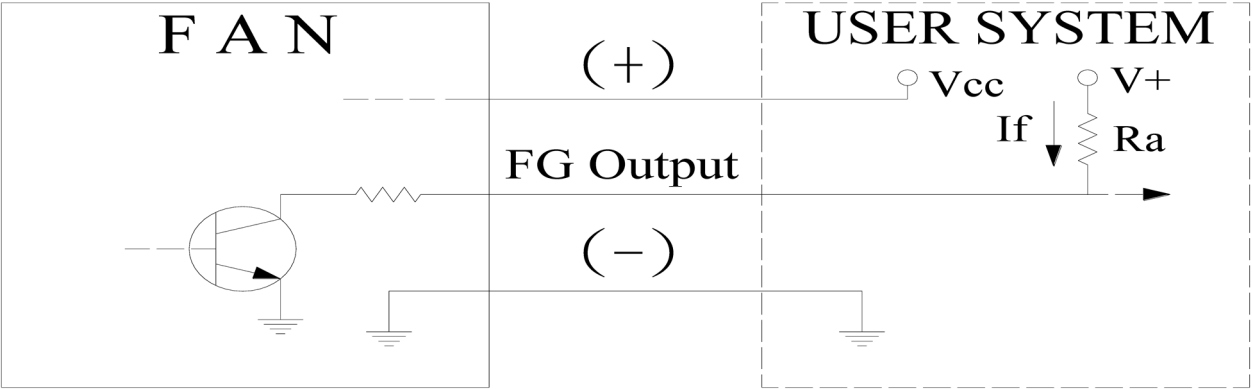 F A N
USER SYSTEM
(+)
Vcc
V+
If
Ra
FG Output
(−)